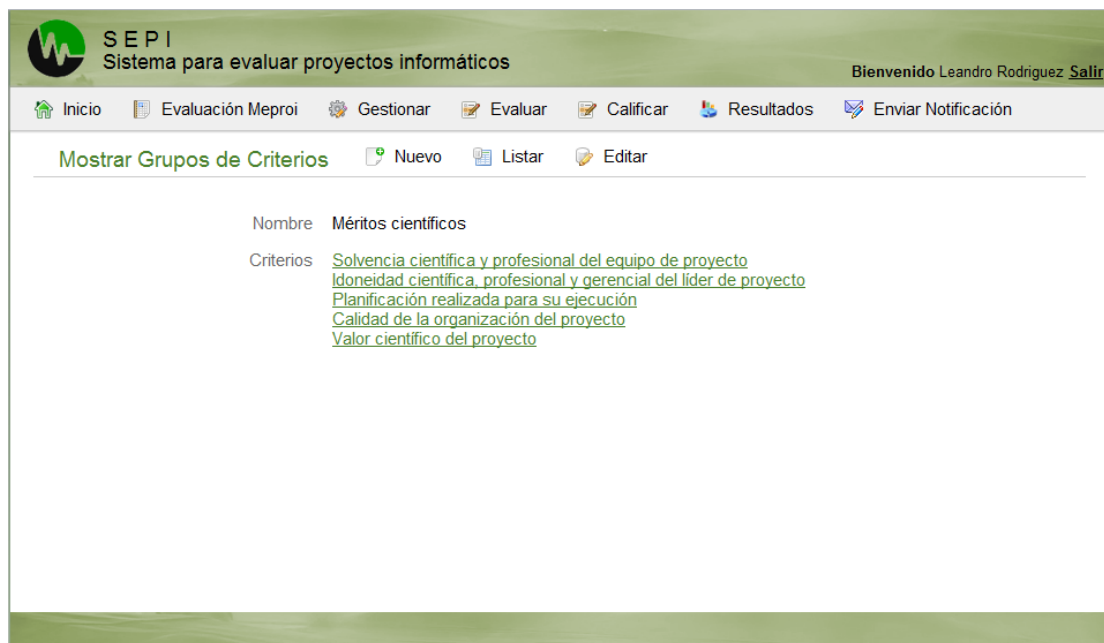 S E P I
Sistema para evaluar proyectos informáticos
Bienvenido Leandro Rodriguez Salir
Inicio Evaluación Meproi Gestionar Evaluar Calificar Resultados Enviar Notificación
Mostrar Grupos de Criterios Nuevo Listar Editar
Nombre Méritos científicos
Criterios Solvencia científica y profesional del equipo de proyecto
Idoneidad científica, profesional y gerencial del líder de proyecto
Planificación realizada para su ejecución
Calidad de la organización del proyecto
Valor científico del proyecto